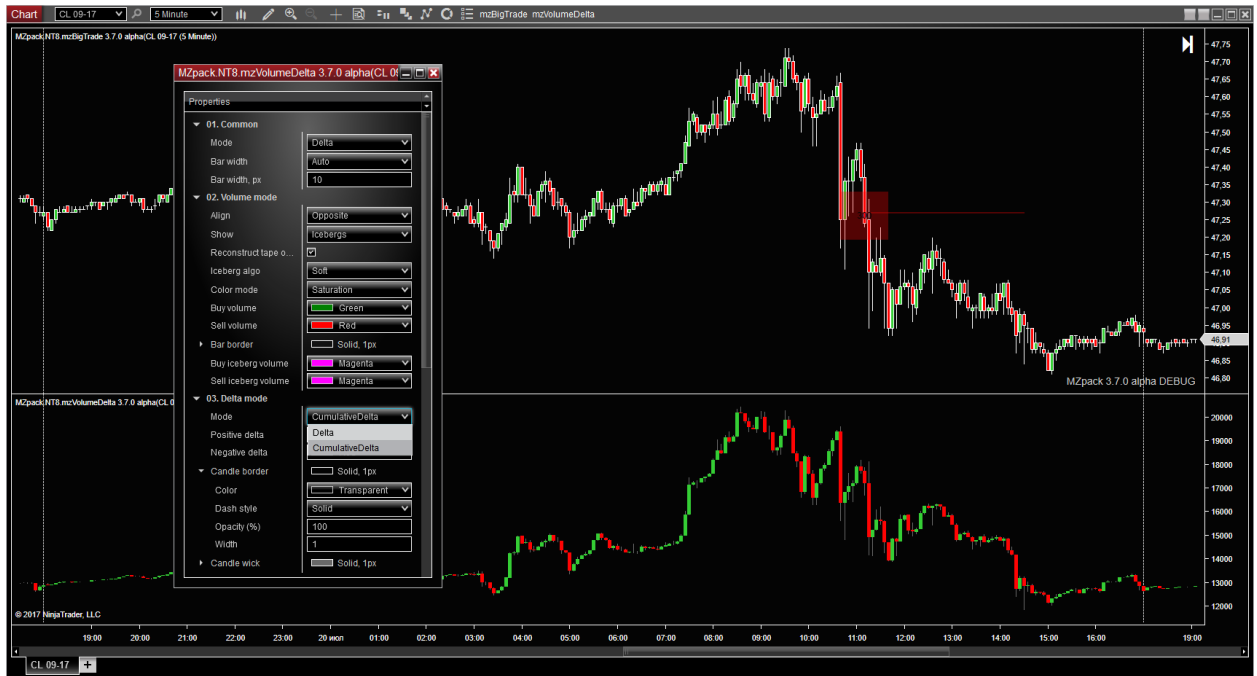 Chart CL 09-17 5 Minute mzBigTrade mzVolumeDelta
MZpack.NT8.mzBigTrade 3.7.0 alpha(CL 09-17 (5 Minute))
MZpack.NT8.mzVolumeDelta 3.7.0 alpha(CL 09
Properties
01. Common
Mode Delta
Bar width Auto
Bar width, px 10
02. Volume mode
Align Opposite
Show Icebergs
Reconstruct tape o...
Iceberg algo Soft
Color mode Saturation
Buy volume Green
Sell volume Red
Bar border Solid, 1px
Buy iceberg volume Magenta
Sell iceberg volume Magenta
03. Delta mode
Mode CumulativeDelta
Positive delta Delta
Negative delta CumulativeDelta
Candle border Solid, 1px
Color Transparent
Dash style Solid
Opacity (%) 100
Width 1
Candle wick Solid, 1px
47,75
47,70
47,65
47,60
47,55
47,50
47,45
47,40
47,35
47,30
47,25
47,20
47,15
47,10
47,05
47,00
46,95
46,91
46,85
46,80
MZpack 3.7.0 alpha DEBUG
MZpack.NT8.mzVolumeDelta 3.7.0 alpha(CL 0
20000
19000
18000
17000
16000
15000
14000
13000
12000
© 2017 NinjaTrader, LLC
19:00 20:00 21:00 22:00 23:00 20 июл 01:00 02:00 03:00 04:00 05:00 06:00 07:00 08:00 09:00 10:00 11:00 12:00 13:00 14:00 15:00 16:00 19:00
CL 09-17 +